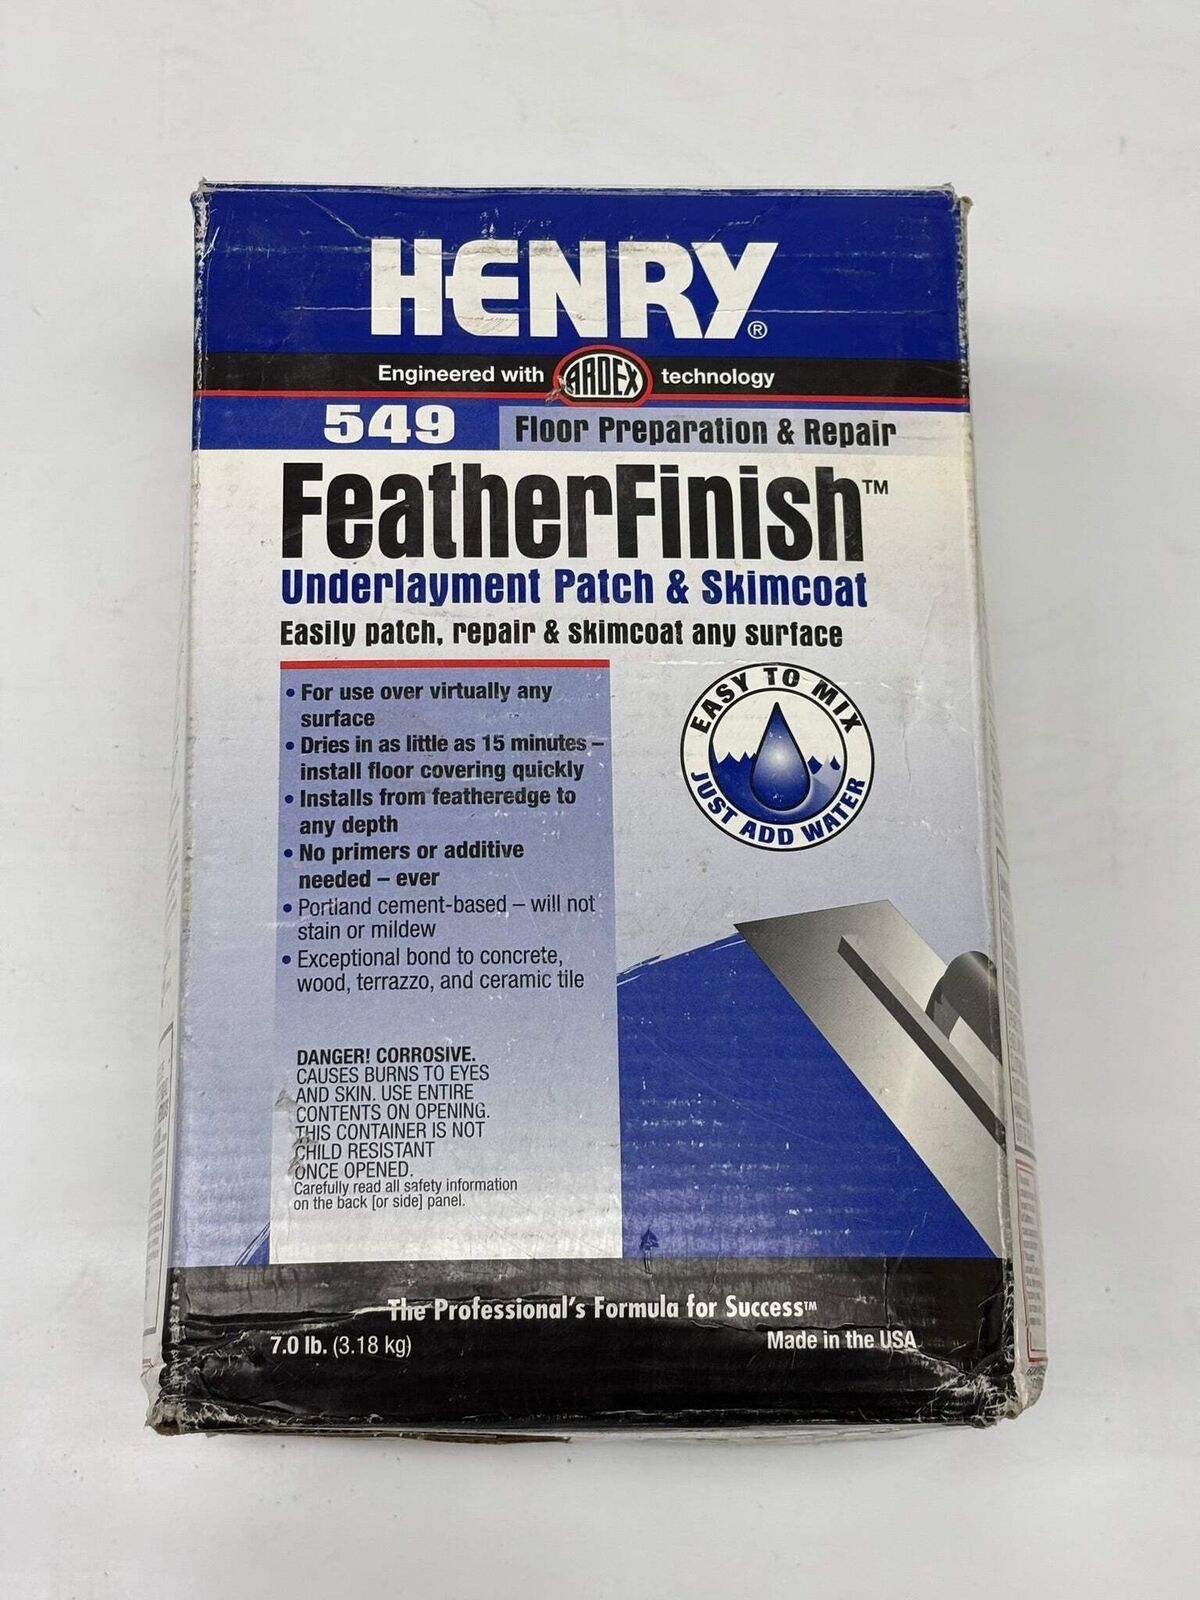 HENRY®
Engineered with ARDEX technology
549 Floor Preparation & Repair
FeatherFinish™
Underlayment Patch & Skimcoat
Easily patch, repair & skimcoat any surface
• For use over virtually any
surface
• Dries in as little as 15 minutes –
install floor covering quickly
• Installs from featheredge to
any depth
• No primers or additive
needed – ever
• Portland cement-based – will not
stain or mildew
• Exceptional bond to concrete,
wood, terrazzo, and ceramic tile
EASY TO MIX
JUST ADD WATER
DANGER! CORROSIVE.
CAUSES BURNS TO EYES
AND SKIN. USE ENTIRE
CONTENTS ON OPENING.
THIS CONTAINER IS NOT
CHILD RESISTANT
ONCE OPENED.
Carefully read all safety information
on the back [or side] panel.
The Professional's Formula for Success™
7.0 lb. (3.18 kg)
Made in the USA